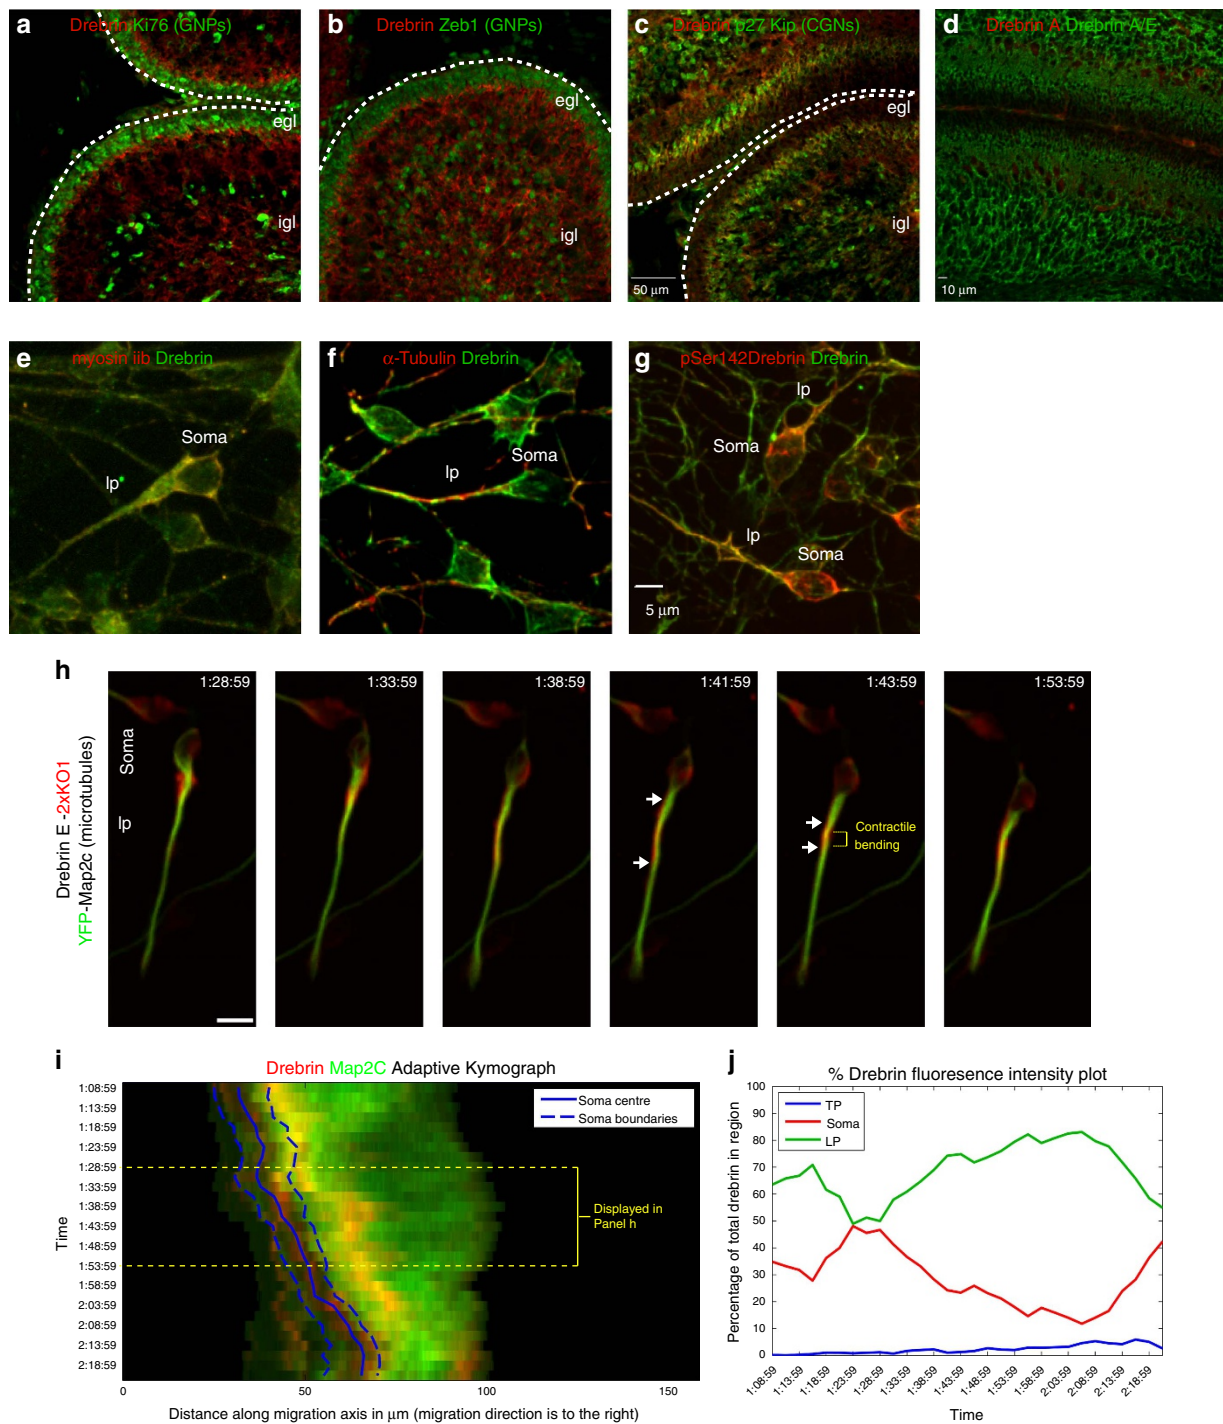 a
Drebrin Ki76 (GNPs)
egl
igl
b
Drebrin Zeb1 (GNPs)
egl
igl
c
Drebrin p27 Kip (CGNs)
egl
igl
50 μm
d
Drebrin A Drebrin A/E
10 μm
e
myosin iib Drebrin
Soma
lp
f
α-Tubulin Drebrin
Soma
lp
g
pSer142Drebrin Drebrin
lp
Soma
lp
Soma
5 μm
h
Drebrin E -2xKO1
YFP-Map2c (microtubules)
Soma
lp
1:28:59
1:33:59
1:38:59
1:41:59
1:43:59
1:53:59
Contractile
bending
i
Drebrin Map2C Adaptive Kymograph
Soma centre
Soma boundaries
Time
1:08:59
1:13:59
1:18:59
1:23:59
1:28:59
1:33:59
1:38:59
1:43:59
1:48:59
1:53:59
1:58:59
2:03:59
2:08:59
2:13:59
2:18:59
Displayed in
Panel h
0 50 100 150
Distance along migration axis in μm (migration direction is to the right)
j
% Drebrin fluoresence intensity plot
TP
Soma
LP
Percentage of total drebrin in region
100
90
80
70
60
50
40
30
20
10
0
1:08:59 1:13:59 1:18:59 1:23:59 1:28:59 1:33:59 1:38:59 1:43:59 1:48:59 1:53:59 1:58:59 2:03:59 2:08:59 2:13:59 2:18:59
Time